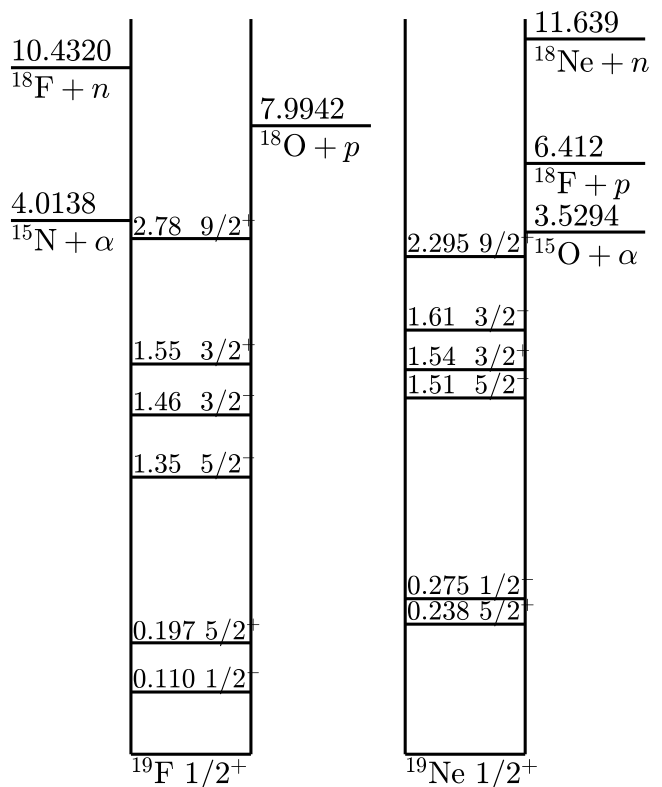 10.4320
¹⁸F + n
4.0138
¹⁵N + α
7.9942
¹⁸O + p
2.78 9/2⁺
1.55 3/2⁺
1.46 3/2⁻
1.35 5/2⁻
0.197 5/2⁺
0.110 1/2⁻
¹⁹F 1/2⁺
11.639
¹⁸Ne + n
6.412
¹⁸F + p
3.5294
¹⁵O + α
2.295 9/2⁺
1.61 3/2⁻
1.54 3/2⁺
1.51 5/2⁻
0.275 1/2⁻
0.238 5/2⁺
¹⁹Ne 1/2⁺